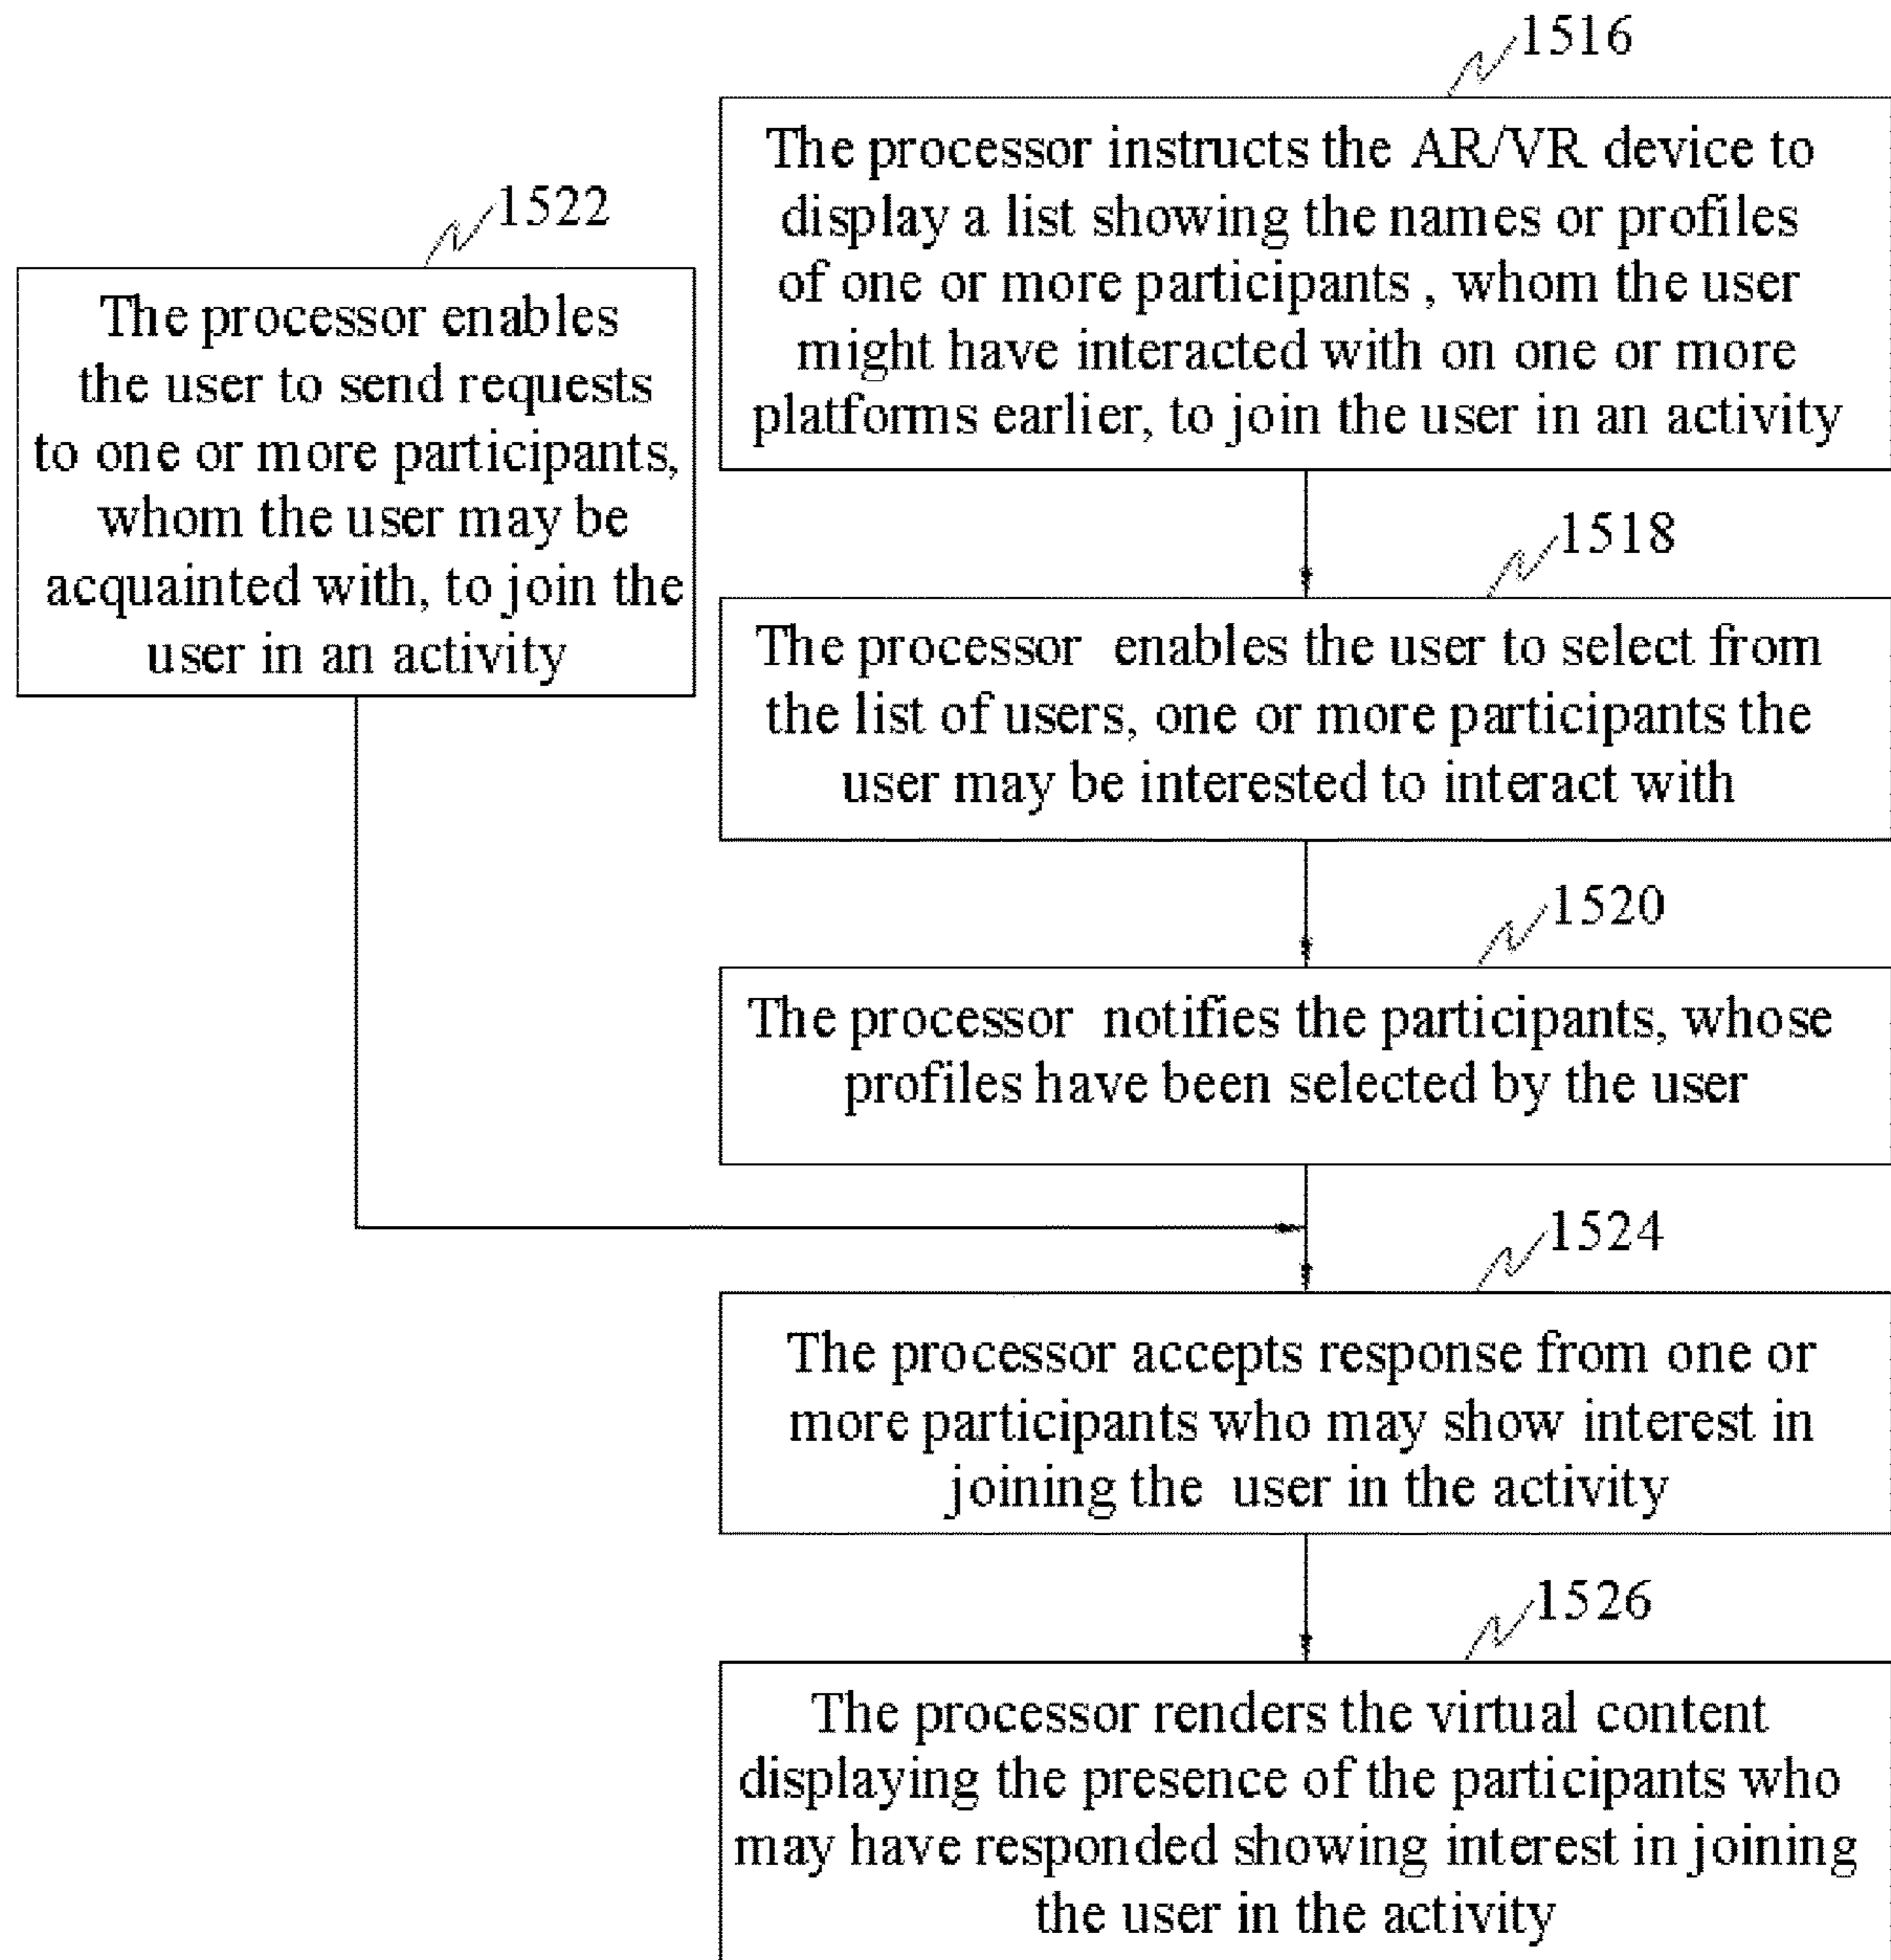 1516
The processor instructs the AR/VR device to
display a list showing the names or profiles
of one or more participants , whom the user
might have interacted with on one or more
platforms earlier, to join the user in an activity
1522
The processor enables
the user to send requests
to one or more participants,
whom the user may be
acquainted with, to join the
user in an activity
1518
The processor enables the user to select from
the list of users, one or more participants the
user may be interested to interact with
1520
The processor notifies the participants, whose
profiles have been selected by the user
1524
The processor accepts response from one or
more participants who may show interest in
joining the user in the activity
1526
The processor renders the virtual content
displaying the presence of the participants who
may have responded showing interest in joining
the user in the activity